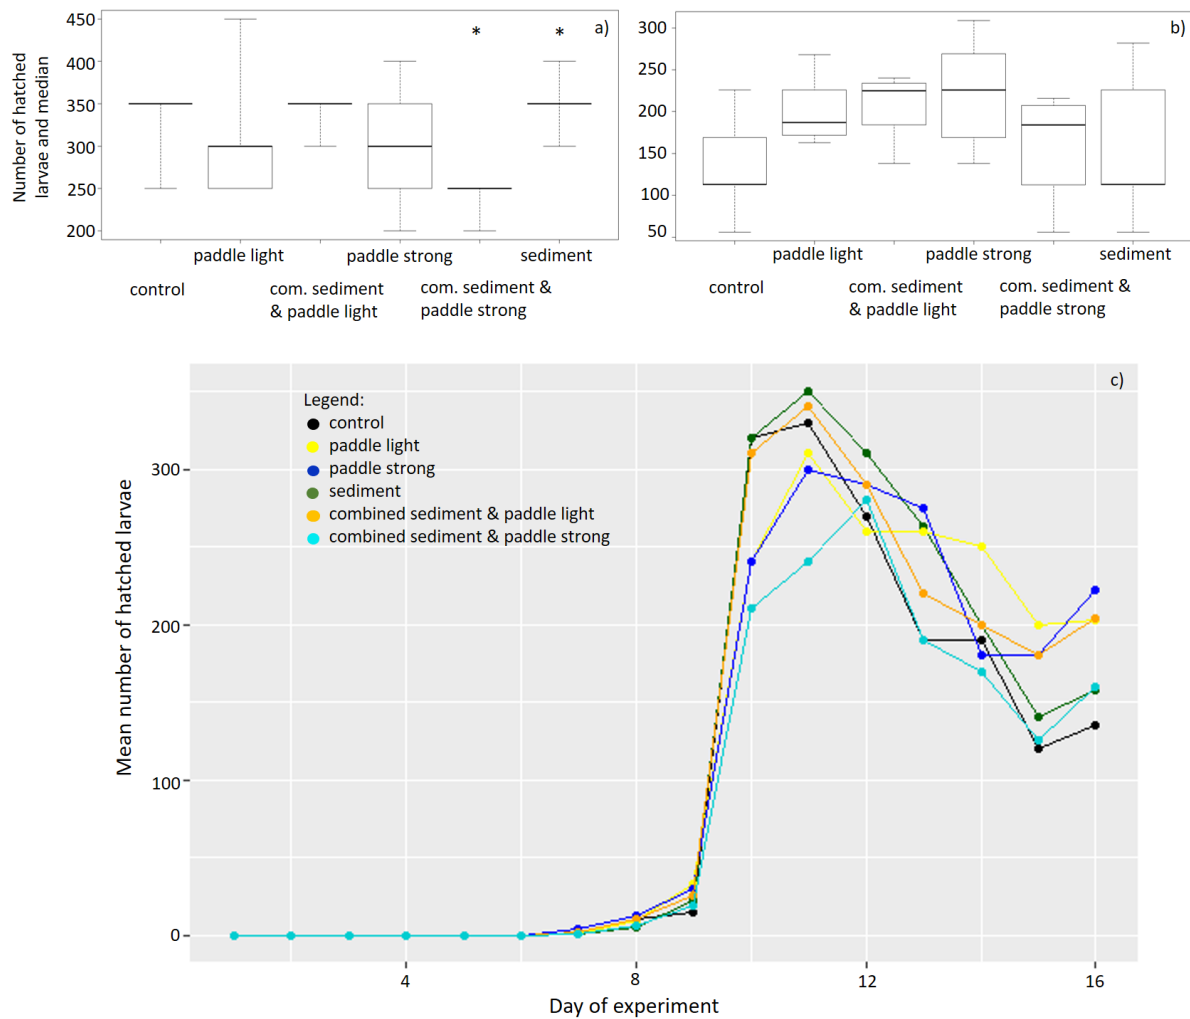 Number of hatched
larvae and median
450
400
350
300
250
200
* * a)
paddle light paddle strong sediment
control com. sediment com. sediment &
& paddle light paddle strong
300
250
200
150
100
50
b)
paddle light paddle strong sediment
control com. sediment com. sediment &
& paddle light paddle strong
c)
Legend:
control
paddle light
paddle strong
sediment
combined sediment & paddle light
combined sediment & paddle strong
Mean number of hatched larvae
300
200
100
0
4 8 12 16
Day of experiment